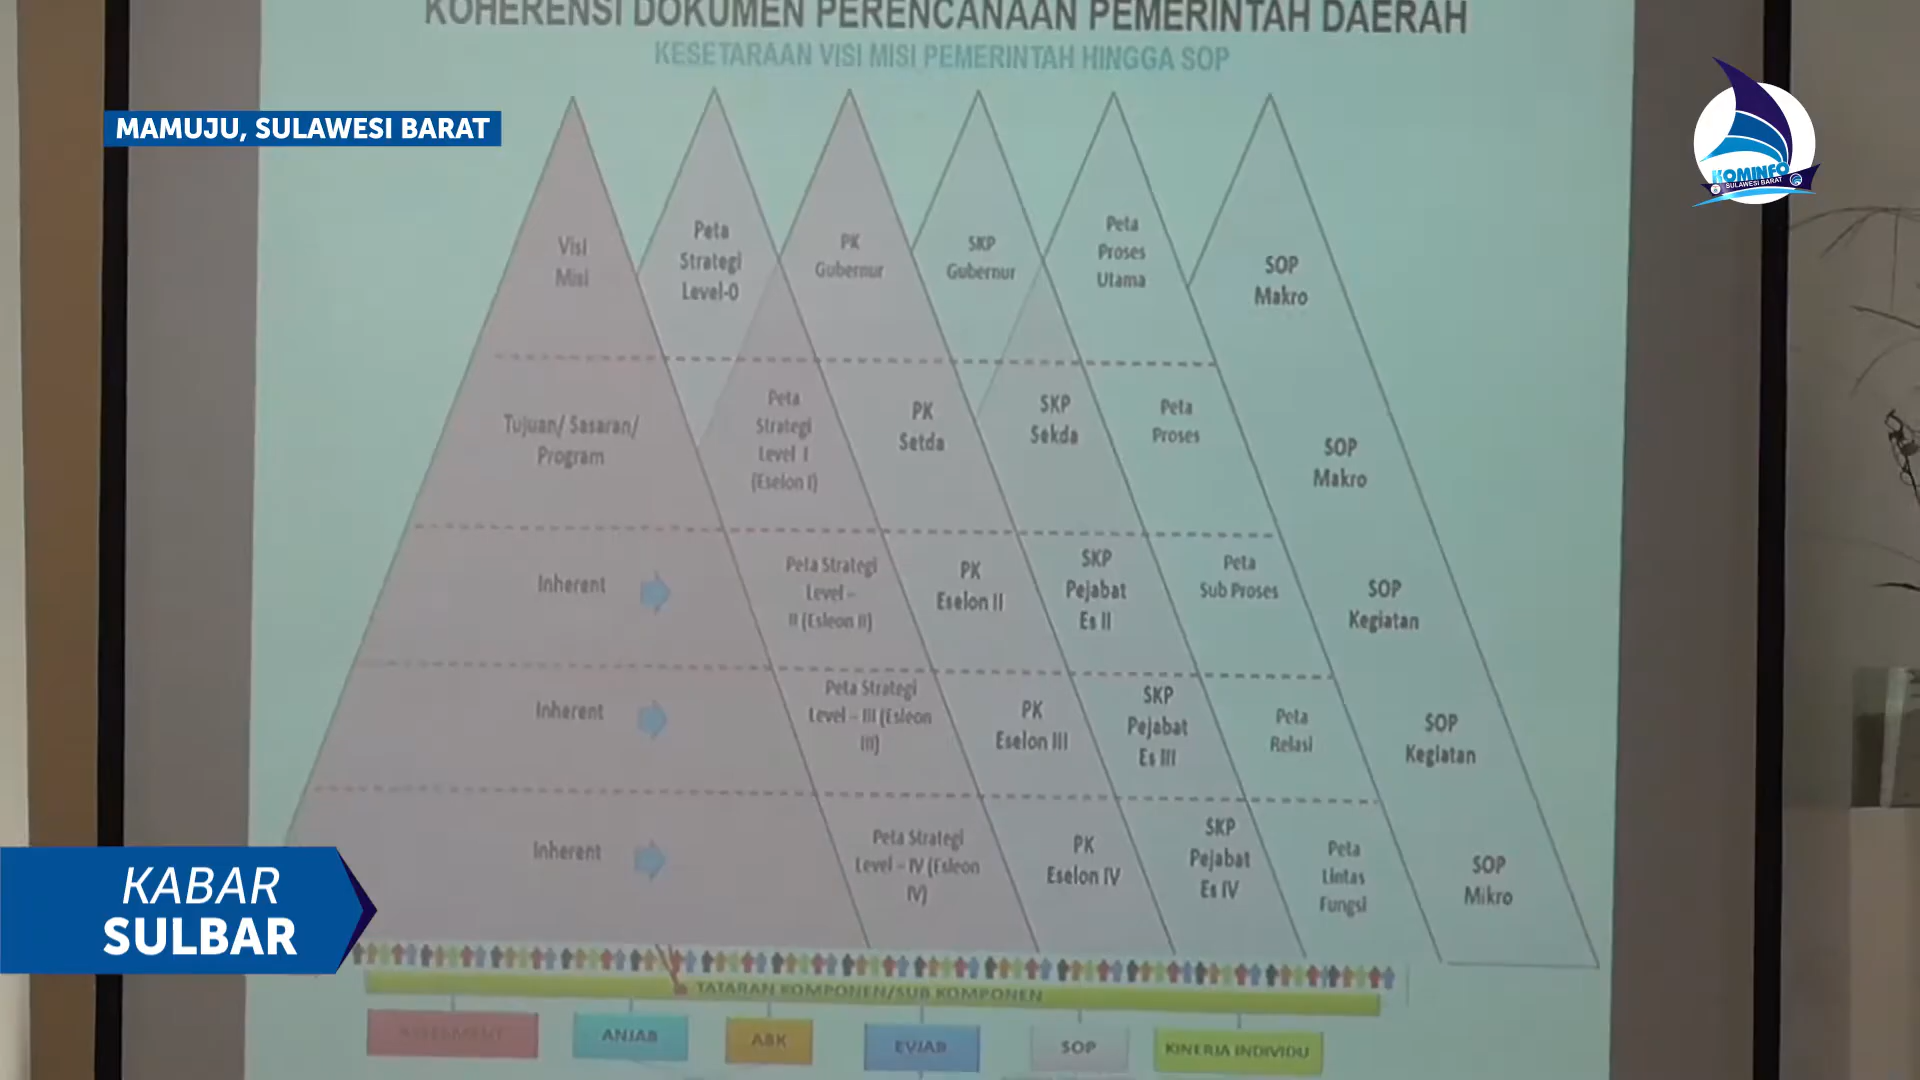 KOHERENSI DOKUMEN PERENCANAAN PEMERINTAH DAERAH
KESETARAAN VISI MISI PEMERINTAH HINGGA SOP
MAMUJU, SULAWESI BARAT
KOMINFO
SULAWESI BARAT
Visi
Misi
Peta
Strategi
Level-0
PK
Gubernur
SKP
Gubernur
Peta
Proses
Utama
SOP
Makro
Tujuan/ Sasaran/
Program
Peta
Strategi
Level I
(Eselon I)
PK
Setda
SKP
Sekda
Peta
Proses
SOP
Makro
Inherent
Peta Strategi
Level –
II (Esleon II)
PK
Eselon II
SKP
Pejabat
Es II
Peta
Sub Proses
SOP
Kegiatan
Inherent
Peta Strategi
Level – III (Esleon
III)
PK
Eselon III
SKP
Pejabat
Es III
Peta
Relasi
SOP
Kegiatan
Inherent
Peta Strategi
Level – IV (Esleon
IV)
PK
Eselon IV
SKP
Pejabat
Es IV
Peta
Lintas
Fungsi
SOP
Mikro
KABAR
SULBAR
TATARAN KOMPONEN/SUB KOMPONEN
ANJAB
ABK
EVJAB
SOP
KINERJA INDIVIDU